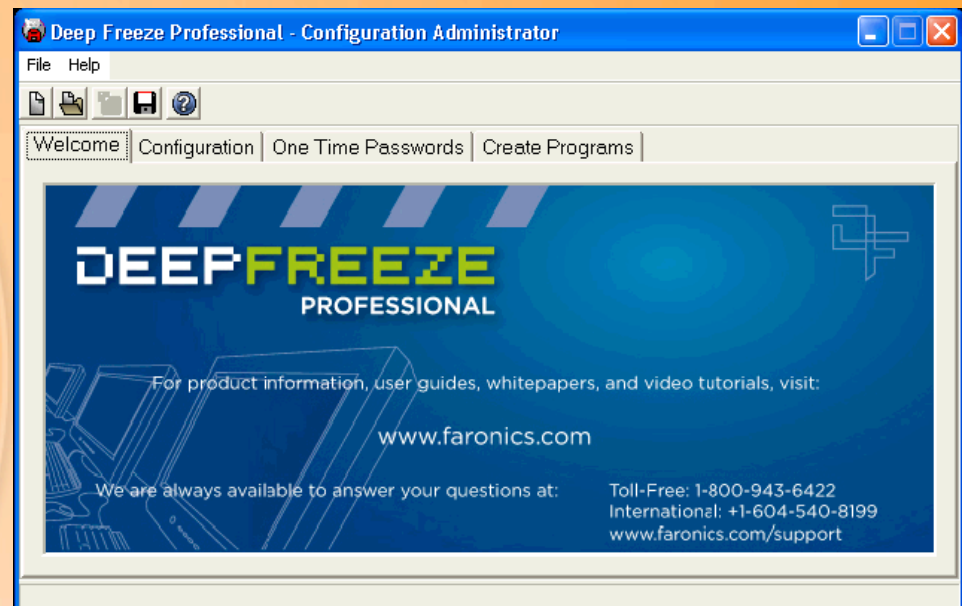 Deep Freeze Professional - Configuration Administrator
File Help
Welcome Configuration One Time Passwords Create Programs
DEEPFREEZE
PROFESSIONAL
For product information, user guides, whitepapers, and video tutorials, visit:
www.faronics.com
We are always available to answer your questions at:
Toll-Free: 1-800-943-6422
International: +1-604-540-8199
www.faronics.com/support